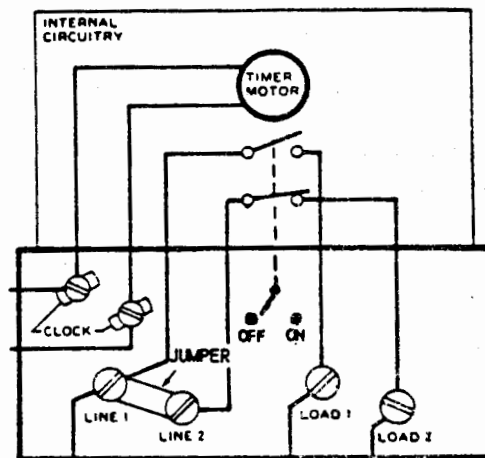 INTERNAL
CIRCUITRY
TIMER
MOTOR
CLOCK
OFF ON
JUMPER
LINE 1
LINE 2
LOAD 1
LOAD 2